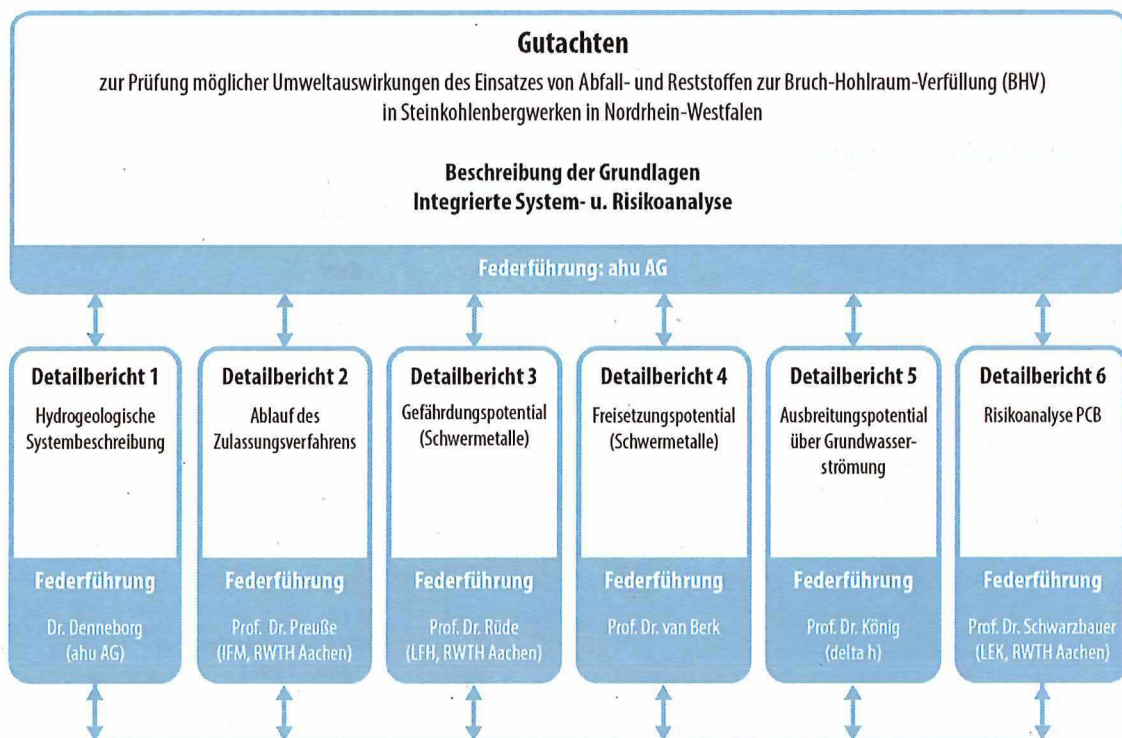 Gutachten
zur Prüfung möglicher Umweltauswirkungen des Einsatzes von Abfall- und Reststoffen zur Bruch-Hohlraum-Verfüllung (BHV)
in Steinkohlenbergwerken in Nordrhein-Westfalen
Beschreibung der Grundlagen
Integrierte System- u. Risikoanalyse
Federführung: ahu AG
Detailbericht 1
Hydrogeologische
Systembeschreibung
Federführung
Dr. Denneborg
(ahu AG)
Detailbericht 2
Ablauf des
Zulassungsverfahrens
Federführung
Prof. Dr. Preuße
(IFM, RWTH Aachen)
Detailbericht 3
Gefährdungspotential
(Schwermetalle)
Federführung
Prof. Dr. Rüde
(LFH, RWTH Aachen)
Detailbericht 4
Freisetzungspotential
(Schwermetalle)
Federführung
Prof. Dr. van Berk
Detailbericht 5
Ausbreitungspotential
über Grundwasser-
strömung
Federführung
Prof. Dr. König
(delta h)
Detailbericht 6
Risikoanalyse PCB
Federführung
Prof. Dr. Schwarzbauer
(LEK, RWTH Aachen)